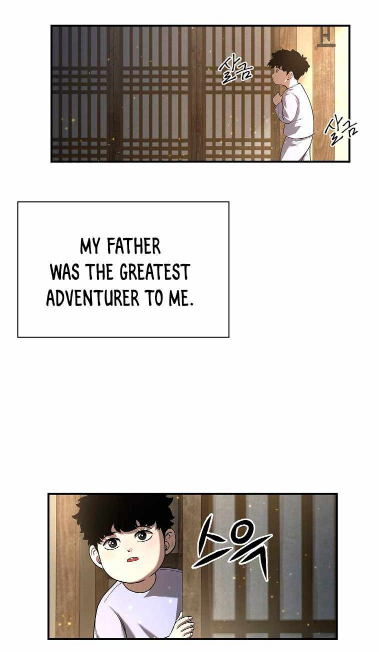 살금
살금
MY FATHER
WAS THE GREATEST
ADVENTURER TO ME.
스윽